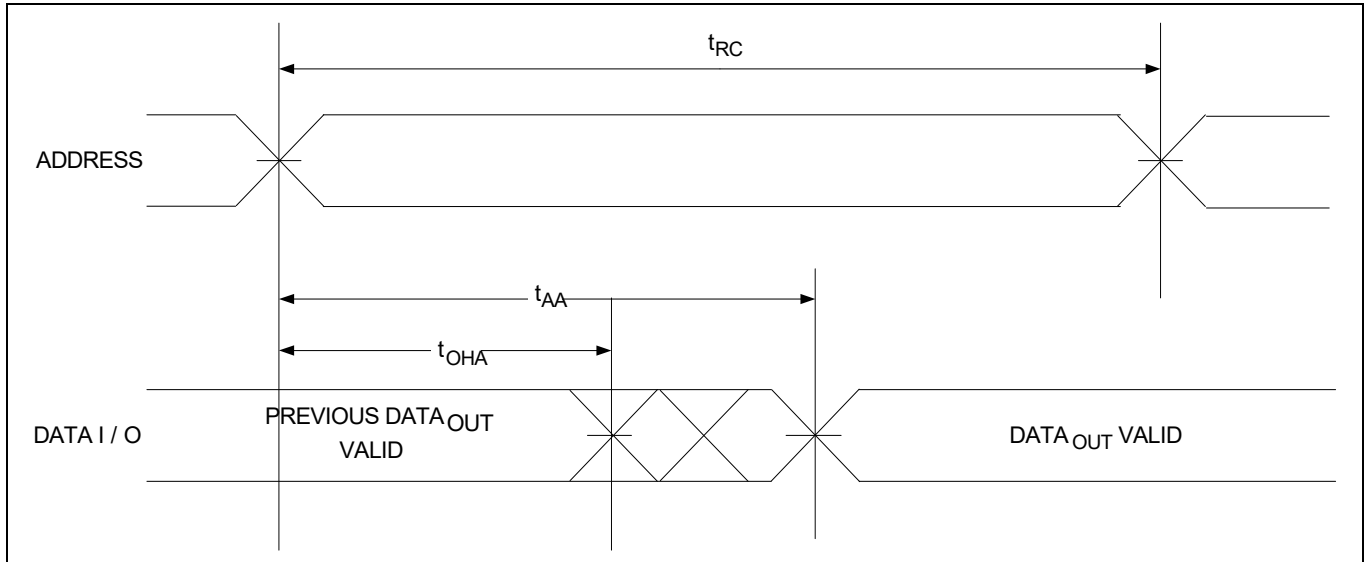 tRC
ADDRESS
tAA
tOHA
DATA I / O
PREVIOUS DATAOUT
VALID
DATAOUT VALID